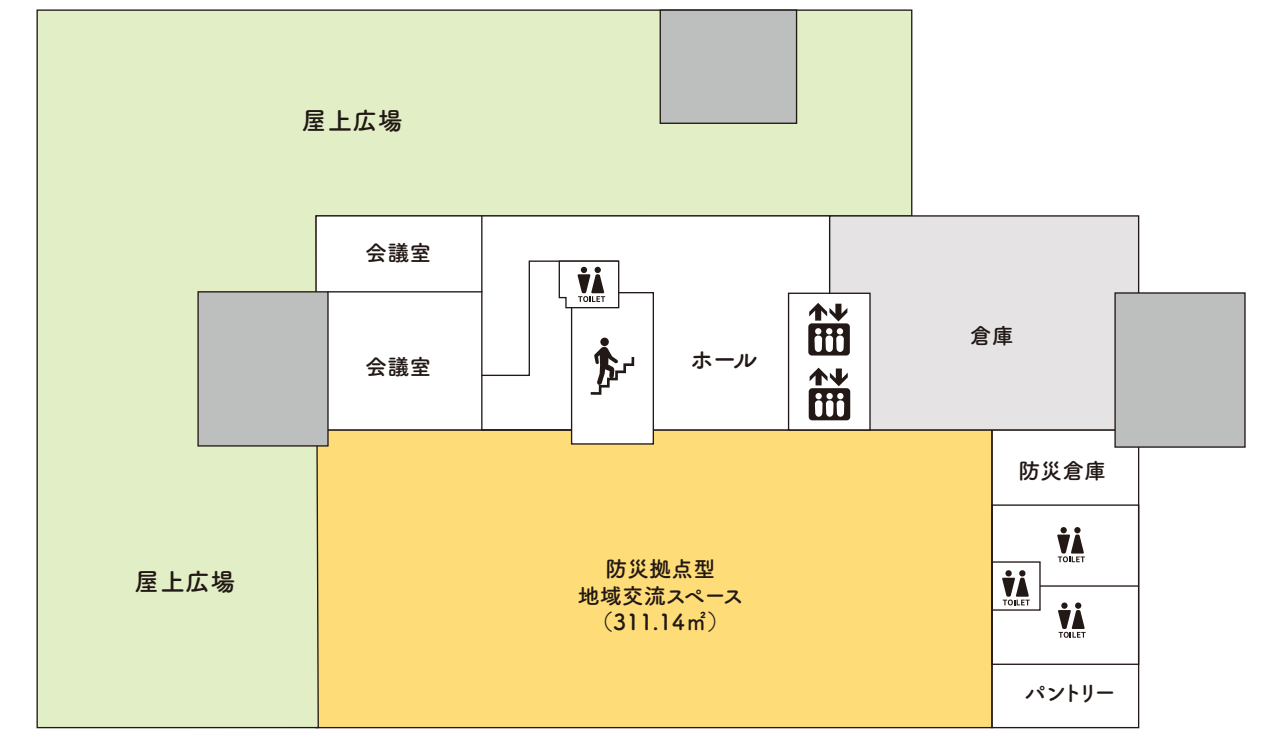 屋上広場
会議室
TOILET
会議室
ホール
倉庫
防災倉庫
TOILET
防災拠点型
地域交流スペース
（311.14㎡）
屋上広場
TOILET
TOILET
パントリー